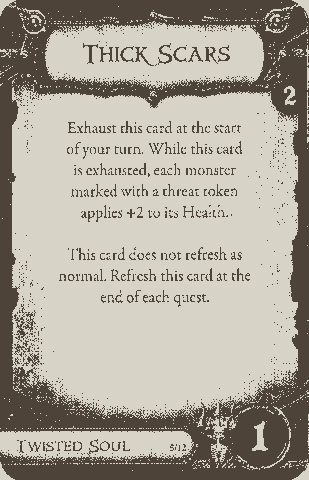 Thick Scars
2
Exhaust this card at the start
of your turn. While this card
is exhausted, each monster
marked with a threat token
applies +2 to its Health.
This card does not refresh as
normal. Refresh this card at the
end of each quest.
Twisted Soul 5/12
1